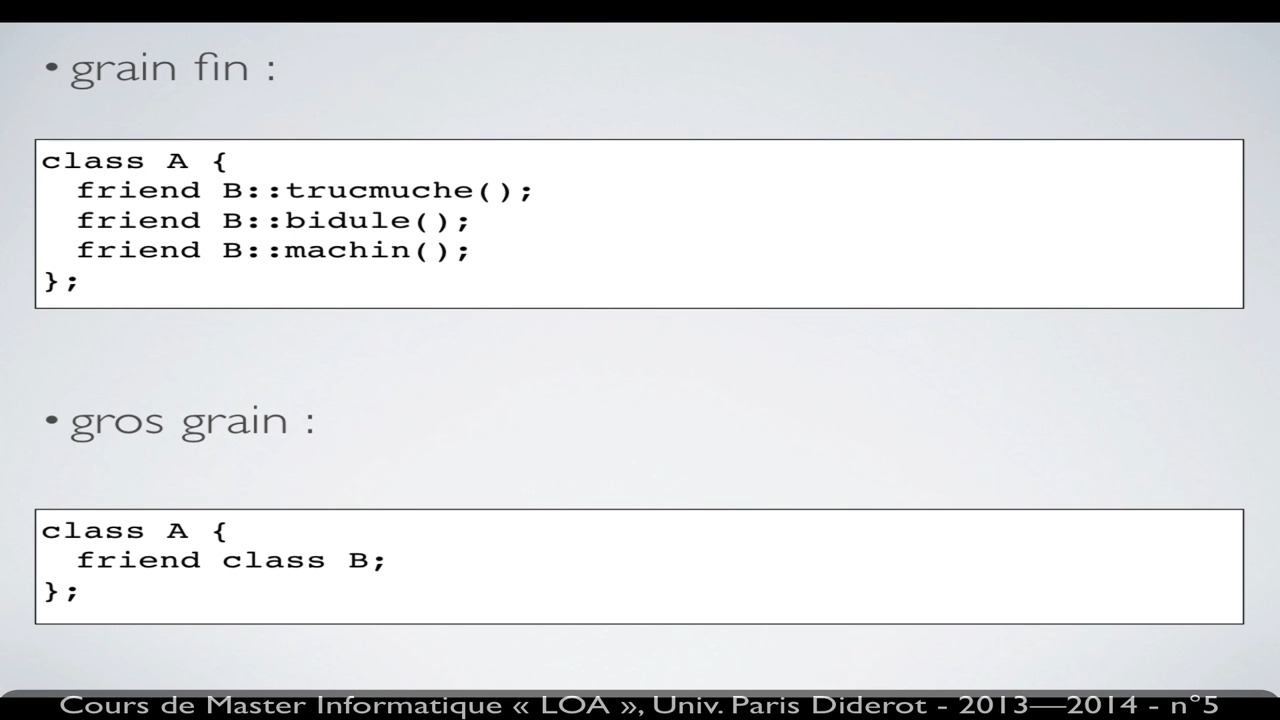 • grain fin :
class A {
  friend B::trucmuche();
  friend B::bidule();
  friend B::machin();
};
• gros grain :
class A {
  friend class B;
};
Cours de Master Informatique « LOA », Univ. Paris Diderot - 2013—2014 - n°5